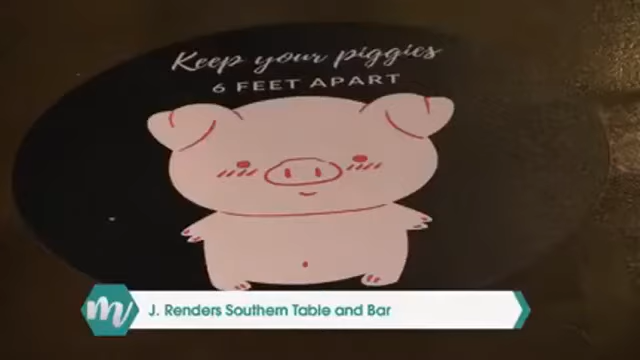 Keep your piggies
6 FEET APART
m
J. Renders Southern Table and Bar